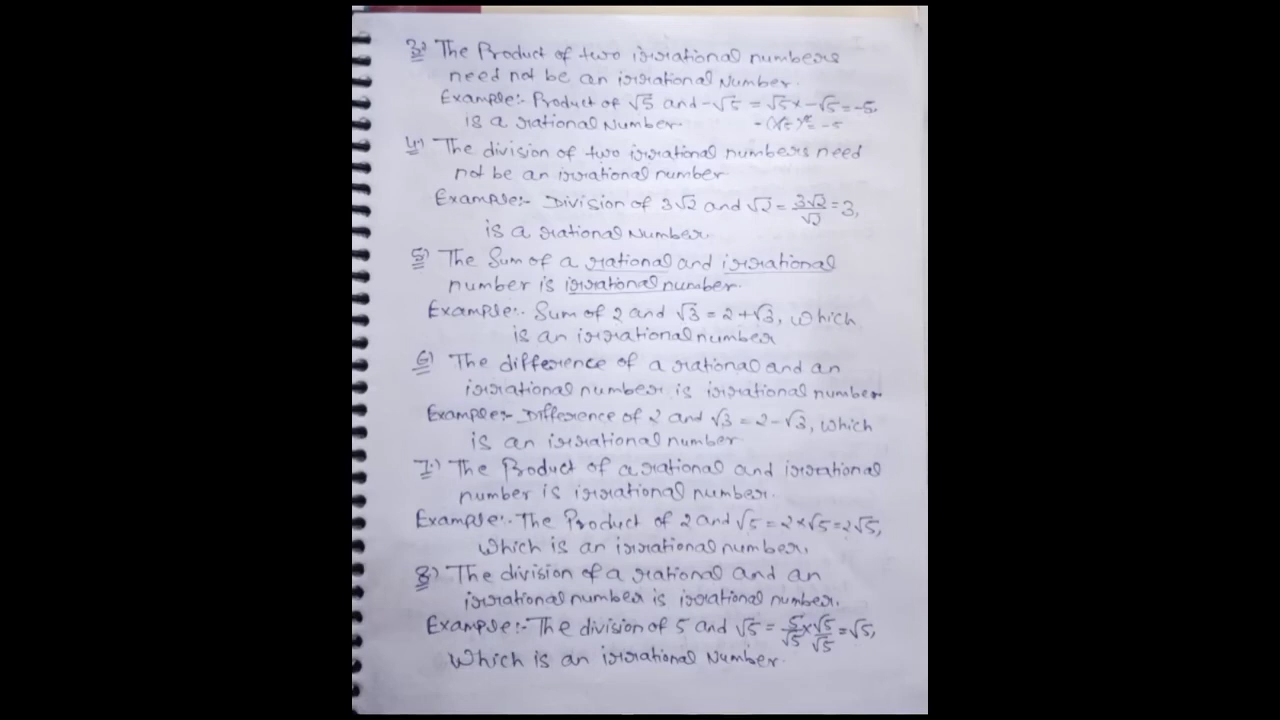 3) The Product of two irrational numbers
need not be an irrational Number.
Example:- Product of √5 and -√5 = √5 x -√5 = -5,
is a rational Number. -(√5)² = -5
4) The division of two irrational numbers need
not be an irrational number
Example:- Division of 3√2 and √2 = 3√2/√2 = 3,
is a rational Number.
5) The Sum of a rational and irrational
number is irrational number.
Example:- Sum of 2 and √3 = 2+√3, which
is an irrational number
6) The difference of a rational and an
irrational number is irrational number
Example:- Difference of 2 and √3 = 2-√3, which
is an irrational number
7.) The Product of a rational and irrational
number is irrational number.
Example:- The Product of 2 and √5 = 2x√5 = 2√5,
which is an irrational number.
8) The division of a rational and an
irrational number is irrational number.
Example:- The division of 5 and √5 = 5/√5 x √5/√5 = √5,
Which is an irrational Number.